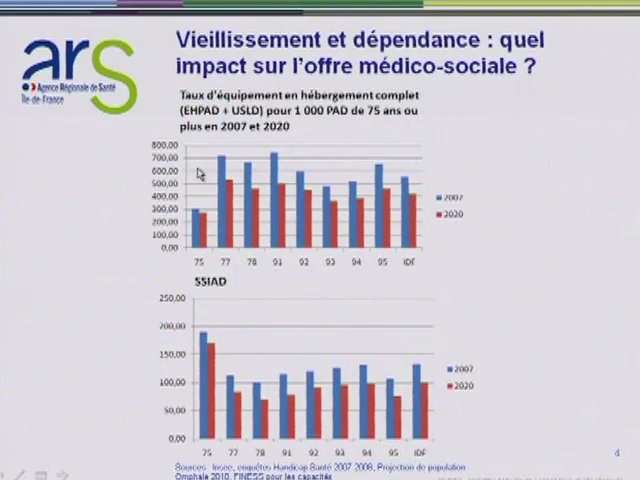 ars
Agence Régionale de Santé
Île-de-France
Vieillissement et dépendance : quel
impact sur l'offre médico-sociale ?
Taux d'équipement en hébergement complet
(EHPAD + USLD) pour 1 000 PAD de 75 ans ou
plus en 2007 et 2020
800,00
700,00
600,00
500,00
400,00
300,00
200,00
100,00
0,00
75 77 78 91 92 93 94 95 IDF
2007
2020
SSIAD
250,00
200,00
150,00
100,00
50,00
0,00
75 77 78 91 92 93 94 95 IDF
2007
2020
Sources : Insee, enquêtes Handicap Santé 2007 2008, Projection de population
Omphale 2010, FINESS pour les capacités
4